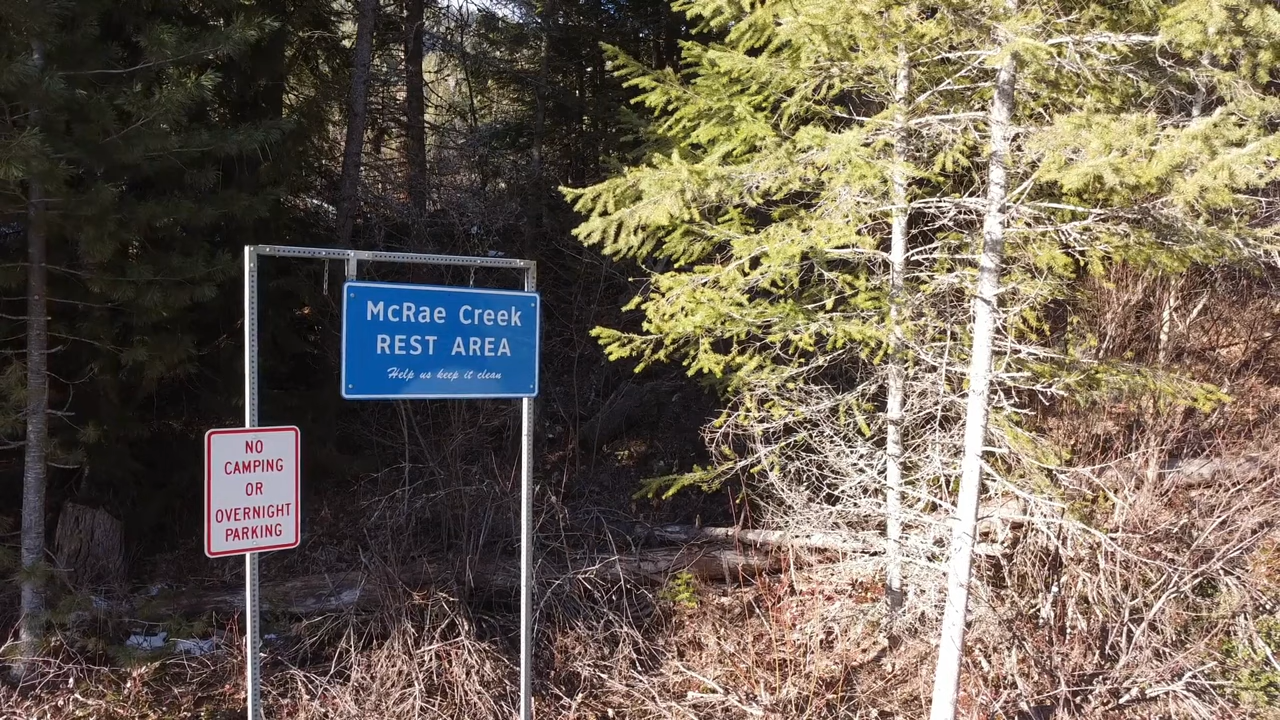 McRae Creek
REST AREA
Help us keep it clean
NO
CAMPING
OR
OVERNIGHT
PARKING